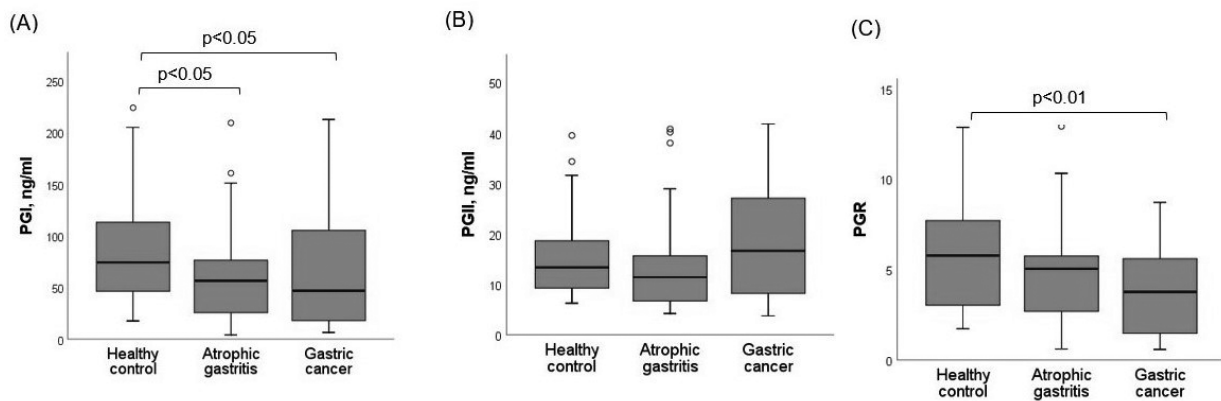 (A)
p<0.05
p<0.05
PGI, ng/ml
250
200
150
100
50
0
Healthy control
Atrophic gastritis
Gastric cancer
(B)
PGII, ng/ml
50
40
30
20
10
0
Healthy control
Atrophic gastritis
Gastric cancer
(C)
p<0.01
PGR
15
10
5
0
Healthy control
Atrophic gastritis
Gastric cancer